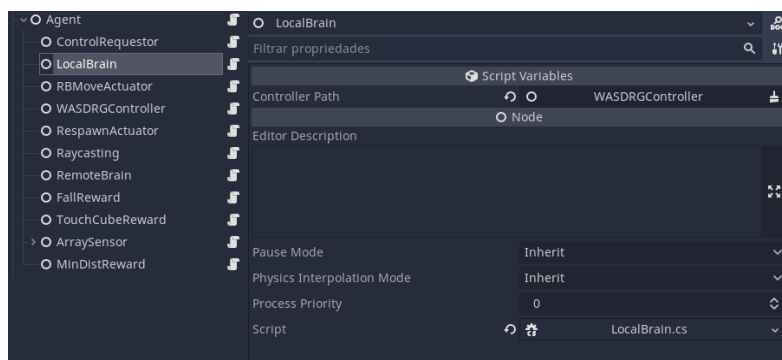 Agent
ControlRequestor
LocalBrain
RBMoveActuator
WASDRGController
RespawnActuator
Raycasting
RemoteBrain
FallReward
TouchCubeReward
ArraySensor
MinDistReward
LocalBrain
Filtrar propriedades
Script Variables
Controller Path WASDRGController
Node
Editor Description
Pause Mode Inherit
Physics Interpolation Mode Inherit
Process Priority 0
Script LocalBrain.cs